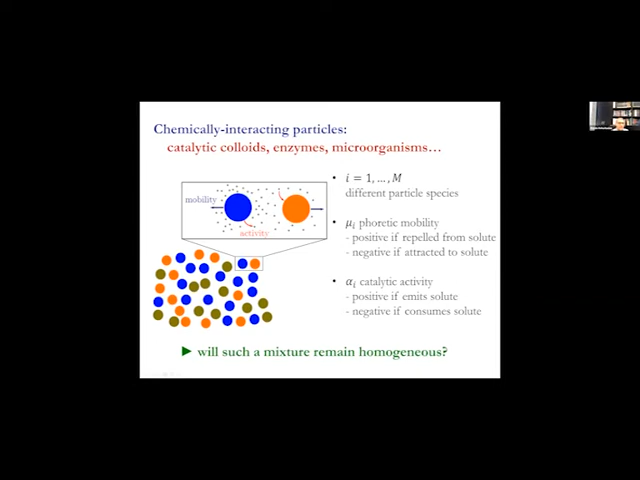 Chemically-interacting particles:
catalytic colloids, enzymes, microorganisms…
mobility
activity
• i = 1, … , M
different particle species
• μᵢ phoretic mobility
- positive if repelled from solute
- negative if attracted to solute
• αᵢ catalytic activity
- positive if emits solute
- negative if consumes solute
► will such a mixture remain homogeneous?